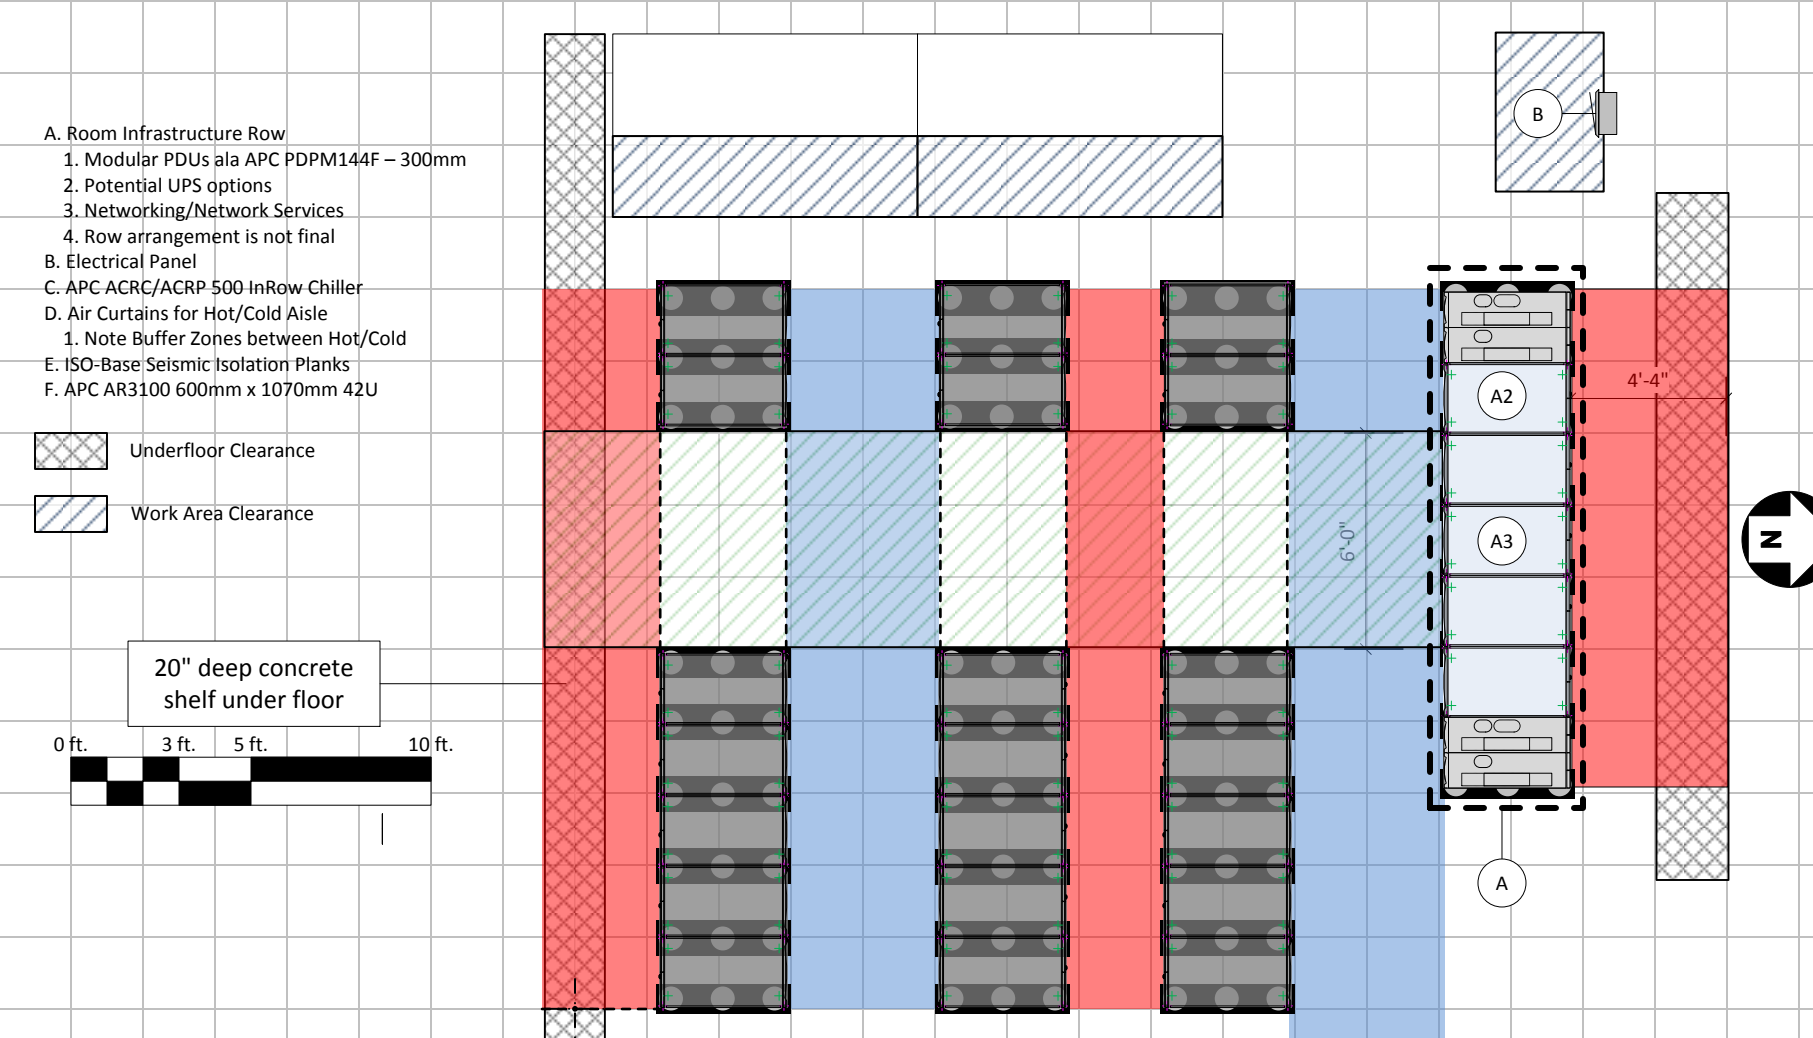 A. Room Infrastructure Row
1. Modular PDUs ala APC PDPM144F – 300mm
2. Potential UPS options
3. Networking/Network Services
4. Row arrangement is not final
B. Electrical Panel
C. APC ACRC/ACRP 500 InRow Chiller
D. Air Curtains for Hot/Cold Aisle
1. Note Buffer Zones between Hot/Cold
E. ISO-Base Seismic Isolation Planks
F. APC AR3100 600mm x 1070mm 42U
Underfloor Clearance
Work Area Clearance
20" deep concrete
shelf under floor
0 ft. 3 ft. 5 ft. 10 ft.
B
A2
4'-4"
A3
6'-0"
N
A